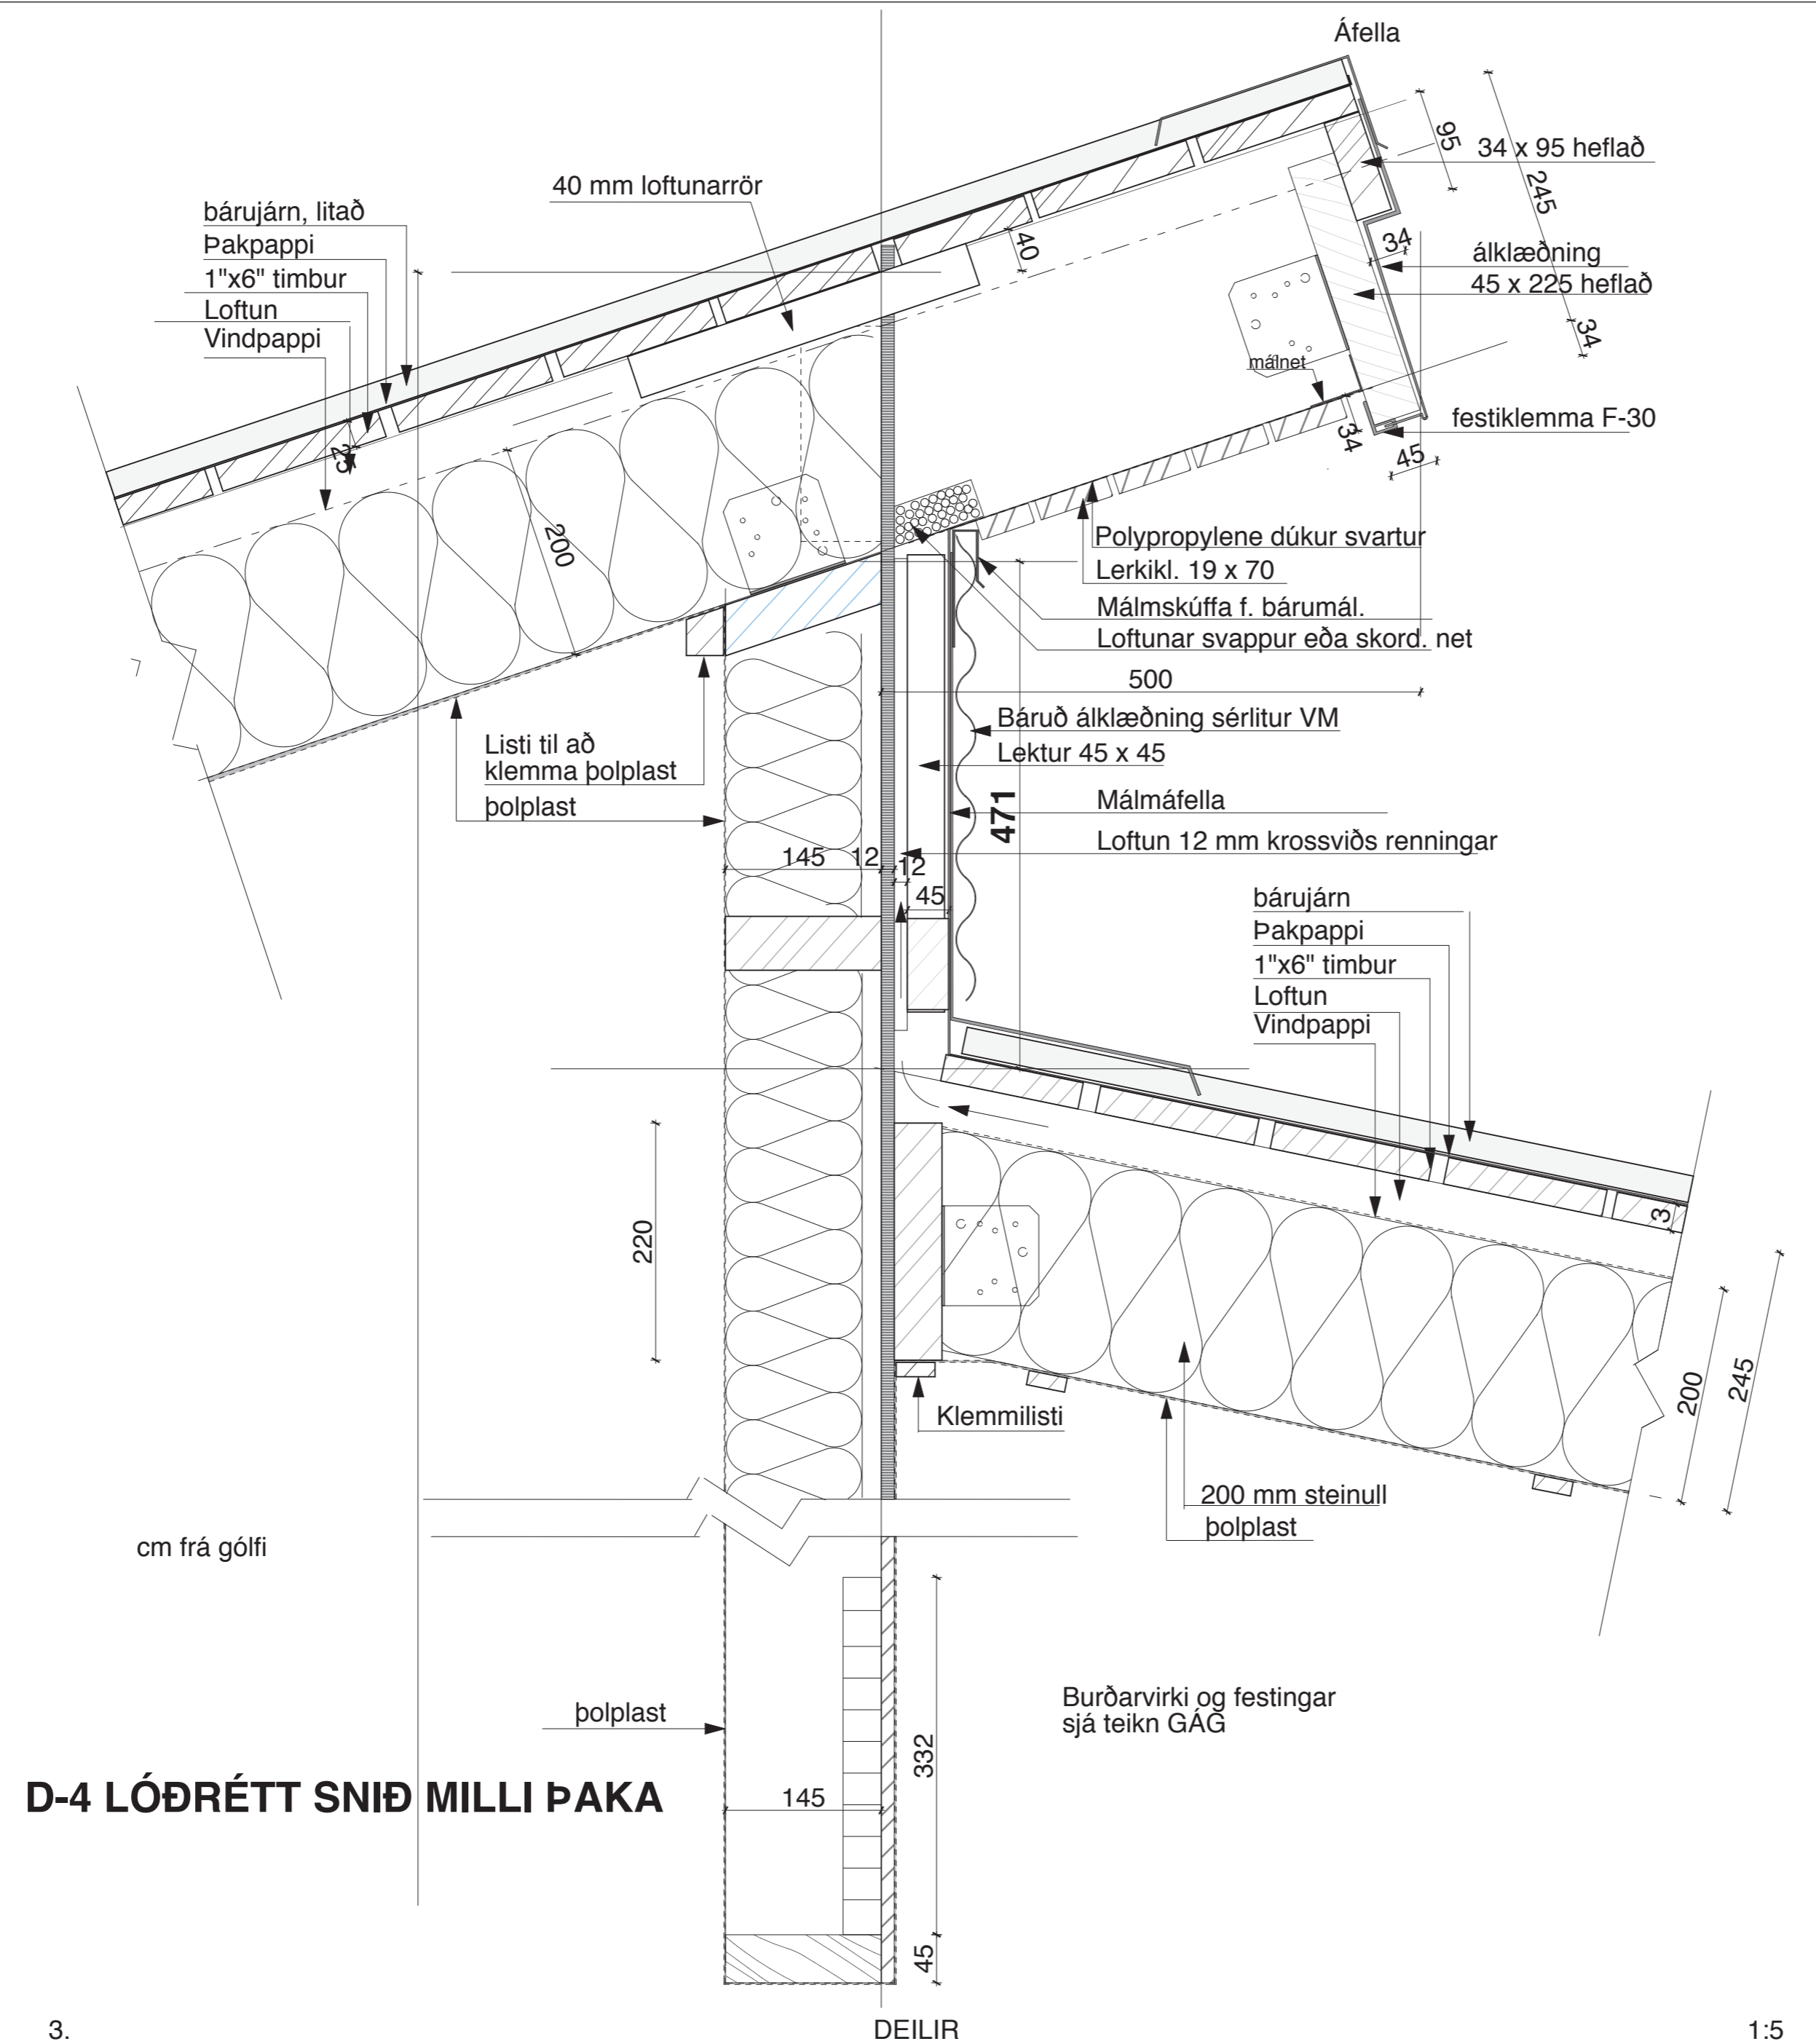 Áfella
95
34 x 95 heflað
245
34
álklæðning
45 x 225 heflað
34
málnet
festiklemma F-30
34
45
40 mm loftunarrör
40
bárujárn, litað
Þakpappi
1"x6" timbur
Loftun
Vindpappi
25
200
Polypropylene dúkur svartur
Lerkikl. 19 x 70
Málmskúffa f. bárumál.
Loftunar svappur eða skord. net
500
Báruð álklæðning sérlitur VM
Lektur 45 x 45
Listi til að
klemma þolplast
þolplast
471
Málmáfella
Loftun 12 mm krossviðs renningar
145
12
12
45
bárujárn
Þakpappi
1"x6" timbur
Loftun
Vindpappi
3
220
200
245
Klemmilisti
200 mm steinull
þolplast
cm frá gólfi
þolplast
332
Burðarvirki og festingar
sjá teikn GÁG
D-4 LÓÐRÉTT SNIÐ MILLI ÞAKA
145
45
3.
DEILIR
1:5